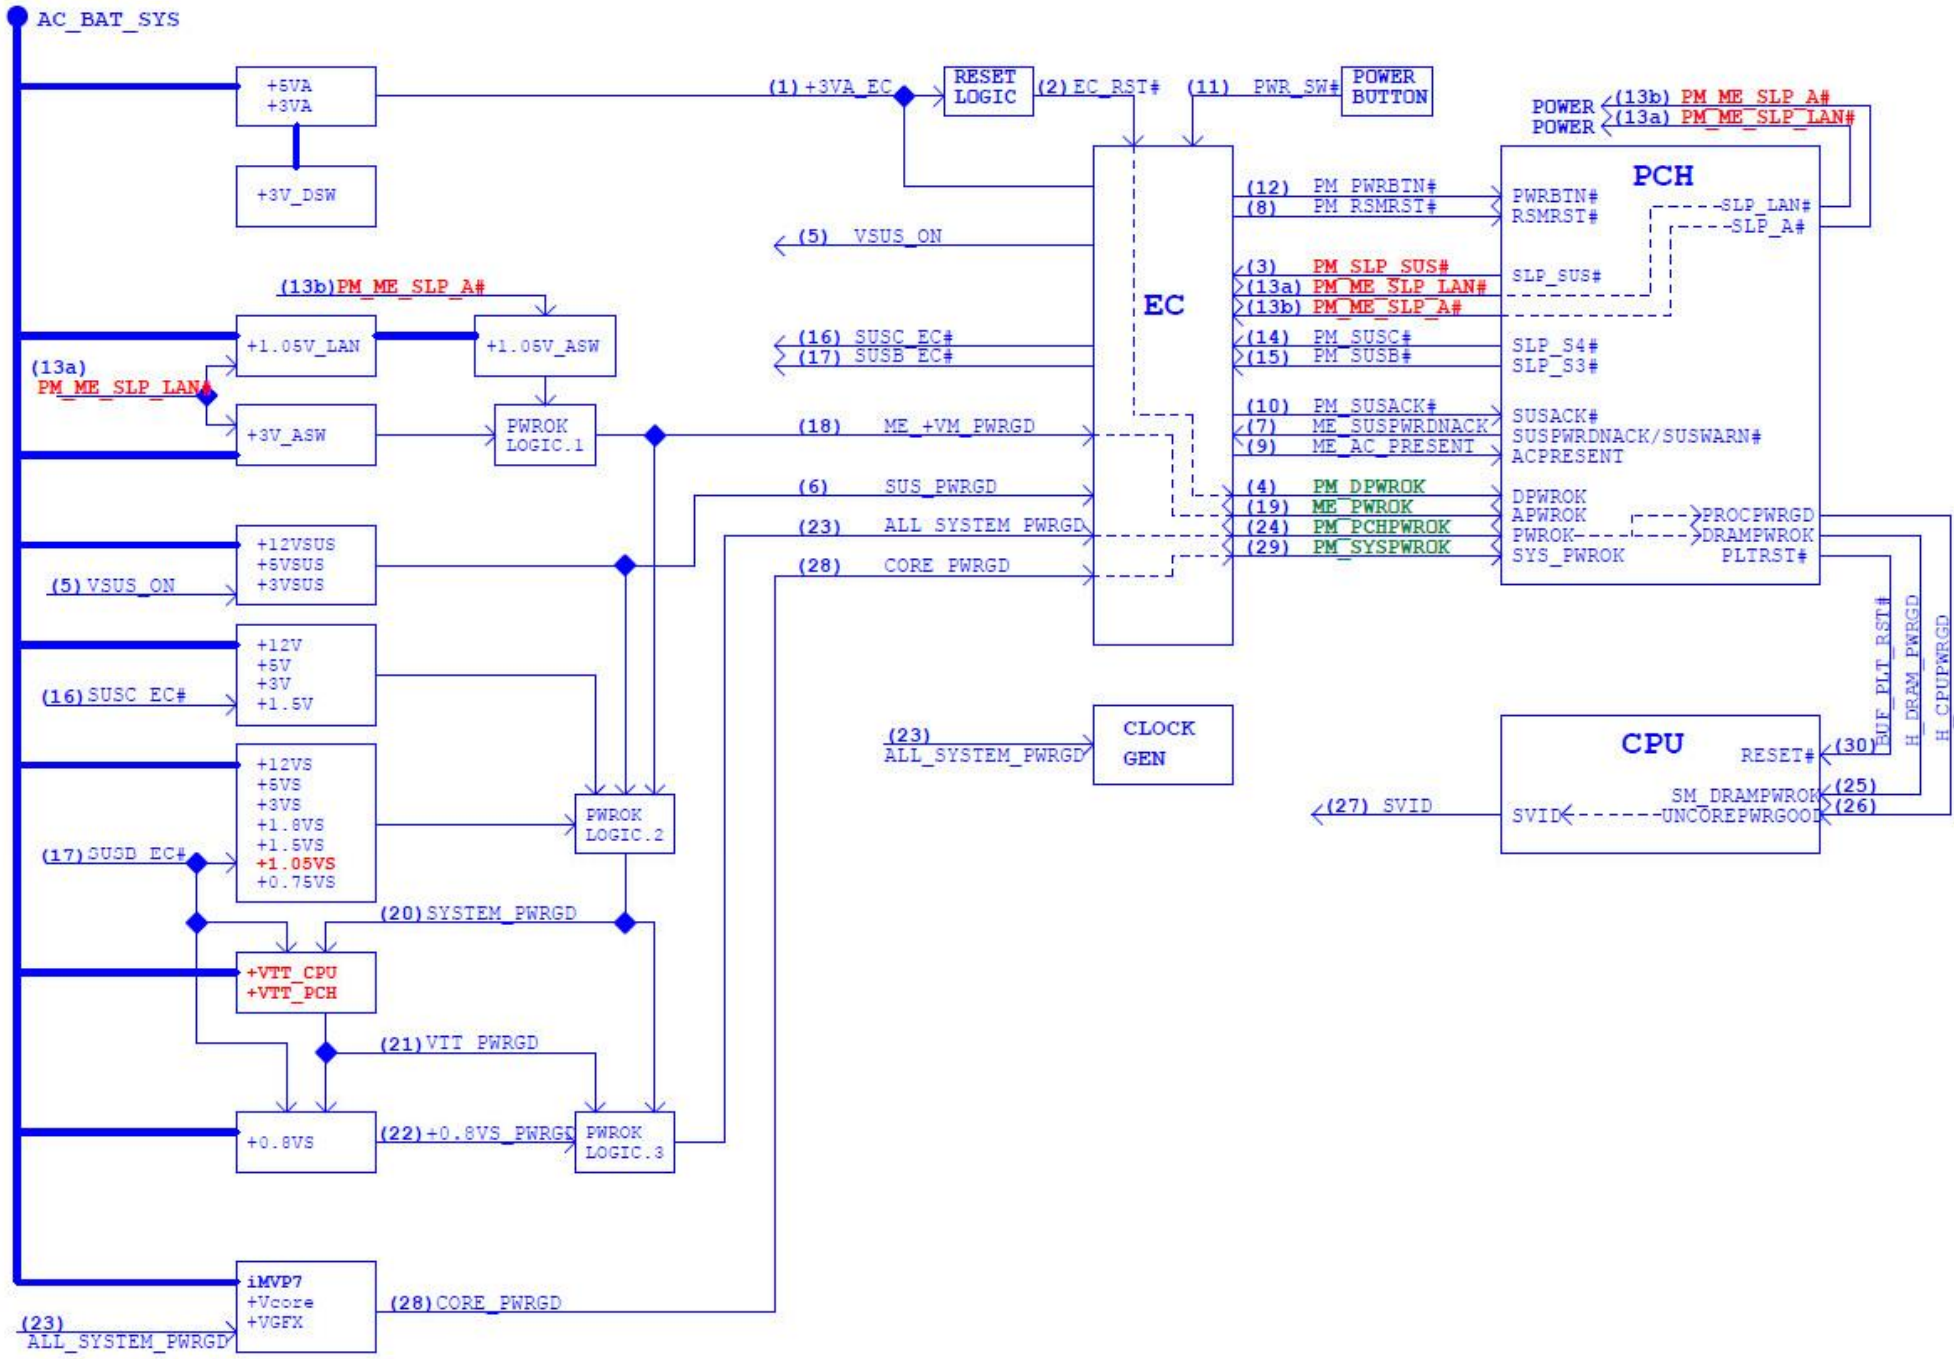 AC_BAT_SYS
+5VA
+3VA
(1) +3VA_EC
RESET
LOGIC
(2) EC_RST#
(11) PWR_SW#
POWER
BUTTON
POWER (13b) PM_ME_SLP_A#
POWER (13a) PM_ME_SLP_LAN#
+3V_DSW
EC
PCH
(12) PM_PWRBTN#
(8) PM_RSMRST#
PWRBTN#
RSMRST#
SLP_LAN#
SLP_A#
(5) VSUS_ON
(3) PM_SLP_SUS#
(13a) PM_ME_SLP_LAN#
(13b) PM_ME_SLP_A#
SLP_SUS#
(13b) PM_ME_SLP_A#
+1.05V_LAN
+1.05V_ASW
(16) SUSC_EC#
(17) SUSB_EC#
(14) PM_SUSC#
(15) PM_SUSB#
SLP_S4#
SLP_S3#
(13a)
PM_ME_SLP_LAN#
+3V_ASW
PWROK
LOGIC.1
(18) ME_+VM_PWRGD
(10) PM_SUSACK#
(7) ME_SUSPWRDNACK
(9) ME_AC_PRESENT
SUSACK#
SUSPWRDNACK/SUSWARN#
ACPRESENT
(6) SUS_PWRGD
(23) ALL_SYSTEM_PWRGD
(28) CORE_PWRGD
(4) PM_DPWROK
(19) ME_PWROK
(24) PM_PCHPWROK
(29) PM_SYSPWROK
DPWROK
APWROK
PWROK
SYS_PWROK
PROCPWRGD
DRAMPWROK
PLTRST#
+12VSUS
+5VSUS
+3VSUS
(5) VSUS_ON
+12V
+5V
+3V
+1.5V
(16) SUSC_EC#
BUF_PLT_RST#
H_DRAM_PWRGD
H_CPUPWRGD
(23)
ALL_SYSTEM_PWRGD
CLOCK
GEN
CPU
RESET#
(30)
SM_DRAMPWROK
(25)
UNCOREPWRGOOD
(26)
SVID
(27) SVID
+12VS
+5VS
+3VS
+1.8VS
+1.5VS
+1.05VS
+0.75VS
(17) SUSB_EC#
PWROK
LOGIC.2
(20) SYSTEM_PWRGD
+VTT_CPU
+VTT_PCH
(21) VTT_PWRGD
+0.8VS
(22) +0.8VS_PWRGD
PWROK
LOGIC.3
iMVP7
+Vcore
+VGFX
(28) CORE_PWRGD
(23)
ALL_SYSTEM_PWRGD